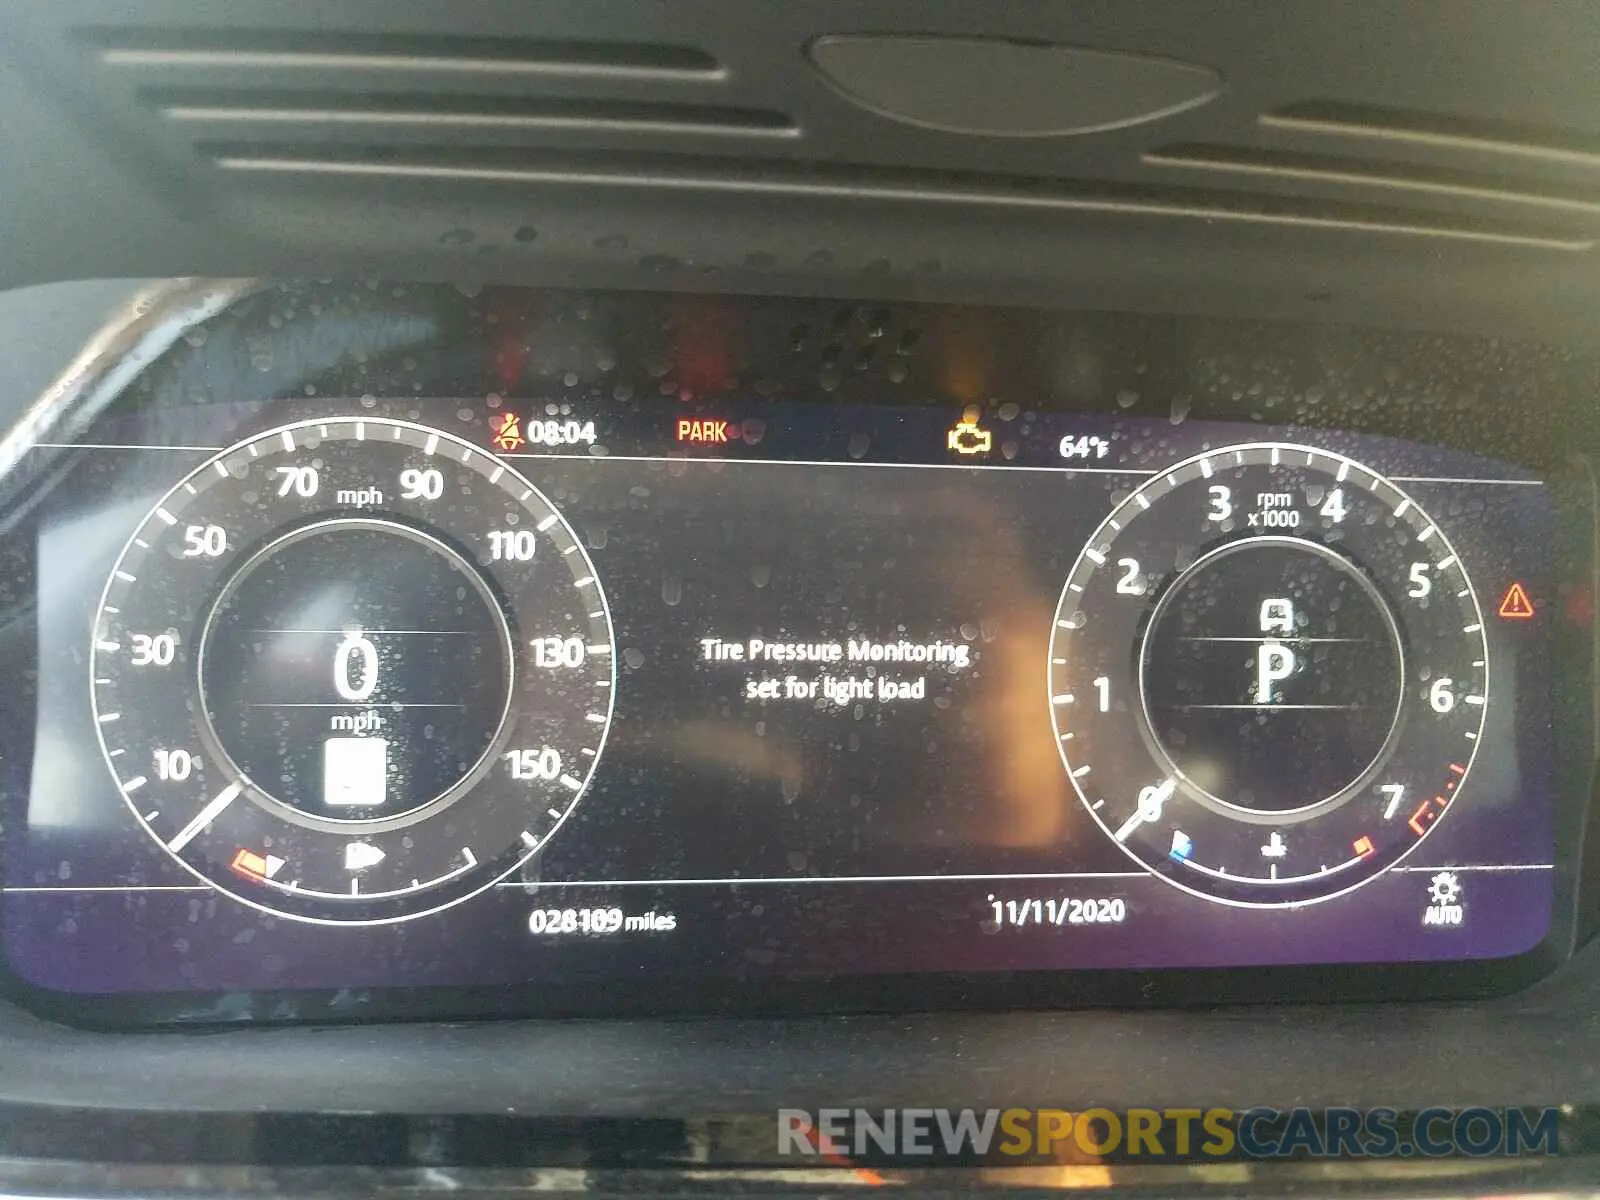 08:04 PARK 64°F
70 mph 90
50 110
30 130
10 150
0
mph
Tire Pressure Monitoring
set for light load
3 rpm 4
x1000
2 5
1 6
0 7
P
028109 miles
11/11/2020
AUTO
RENEWSPORTSCARS.COM